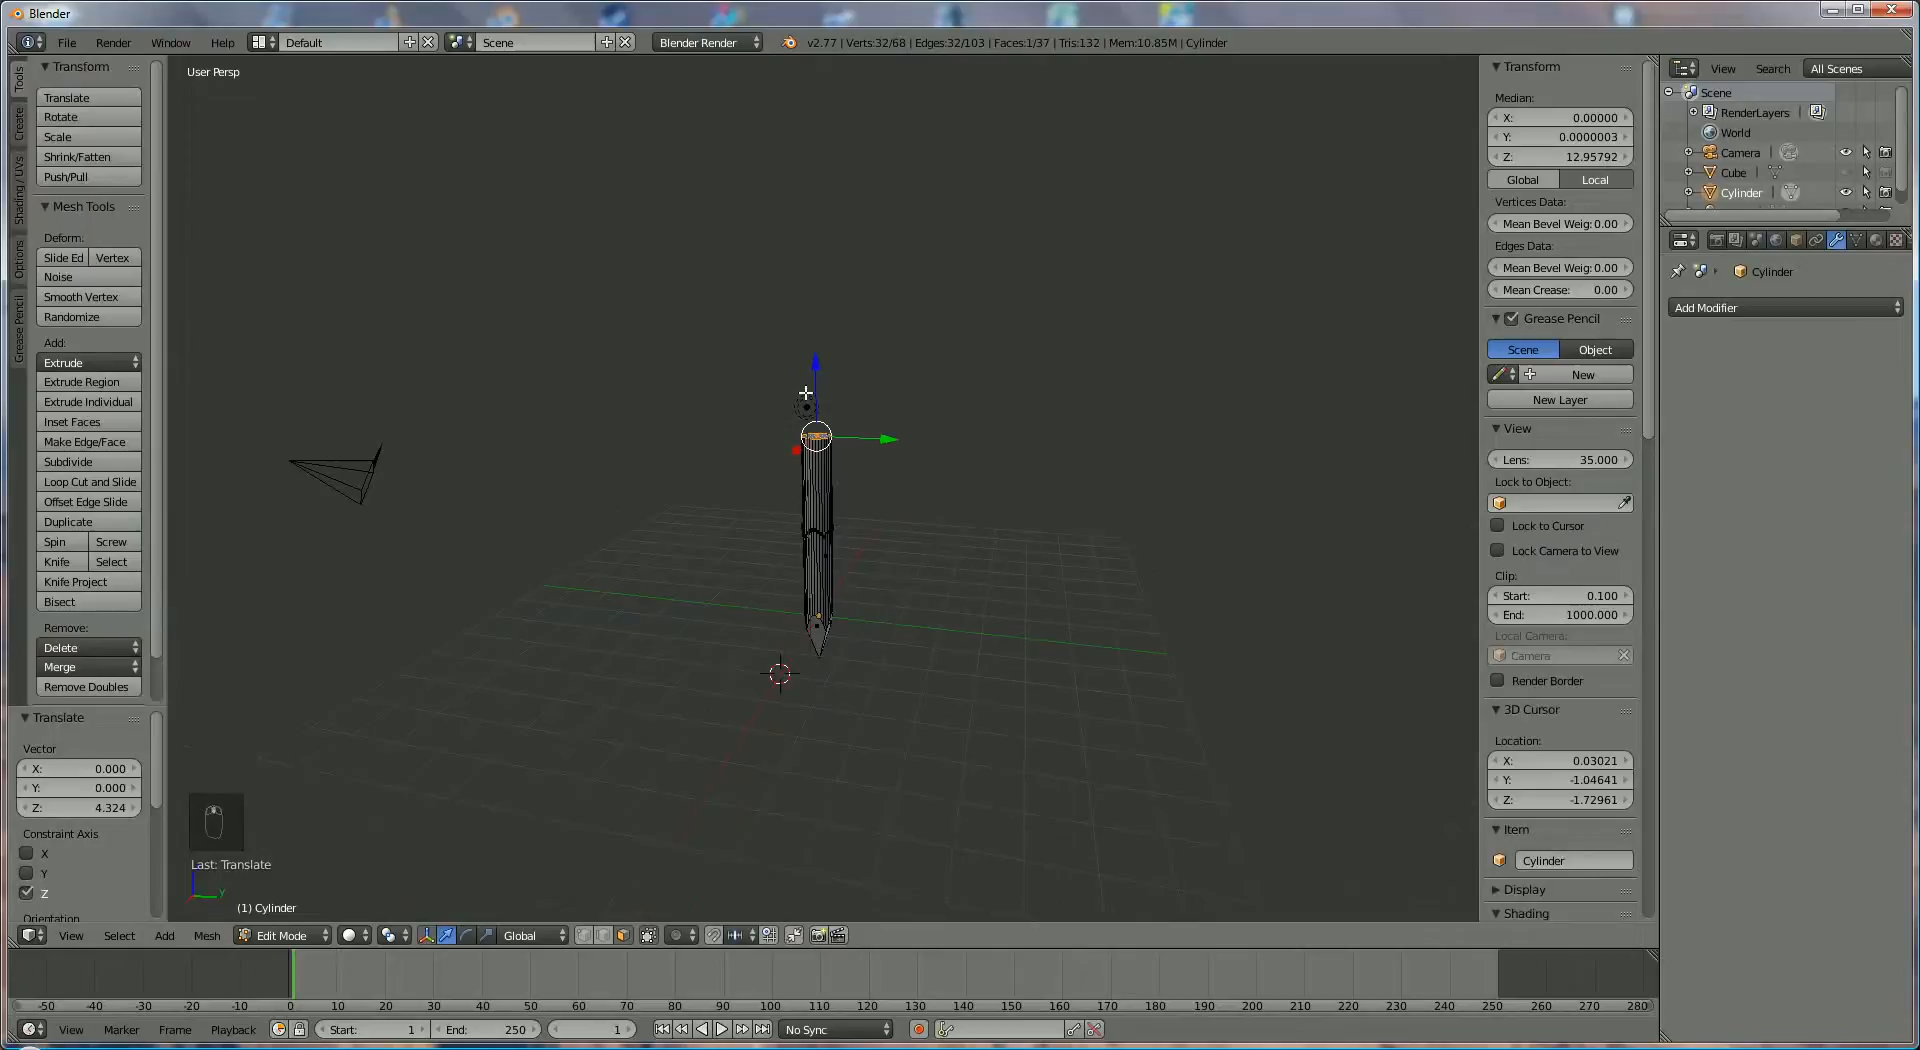 Blender
File Render Window Help Default Scene Blender Render v2.77 | Verts:32/68 | Edges:32/103 | Faces:1/37 | Tris:132 | Mem:10.85M | Cylinder
Tools
Create
Shading / UVs
Options
Grease Pencil
Transform
Translate
Rotate
Scale
Shrink/Fatten
Push/Pull
Mesh Tools
Deform:
Slide Ed Vertex
Noise
Smooth Vertex
Randomize
Add:
Extrude
Extrude Region
Extrude Individual
Inset Faces
Make Edge/Face
Subdivide
Loop Cut and Slide
Offset Edge Slide
Duplicate
Spin Screw
Knife Select
Knife Project
Bisect
Remove:
Delete
Merge
Remove Doubles
Translate
Vector
X: 0.000
Y: 0.000
Z: 4.324
Constraint Axis
X
Y
Z
Orientation
User Persp
Last: Translate
Y
(1) Cylinder
Transform
Median:
X: 0.00000
Y: 0.0000003
Z: 12.95792
Global Local
Vertices Data:
Mean Bevel Weig: 0.00
Edges Data:
Mean Bevel Weig: 0.00
Mean Crease: 0.00
Grease Pencil
Scene Object
New
New Layer
View
Lens: 35.000
Lock to Object:
Lock to Cursor
Lock Camera to View
Clip:
Start: 0.100
End: 1000.000
Local Camera:
Camera
Render Border
3D Cursor
Location:
X: 0.03021
Y: -1.04641
Z: -1.72961
Item
Cylinder
Display
Shading
View Search All Scenes
Scene
RenderLayers
World
Camera
Cube
Cylinder
Cylinder
Add Modifier
View Select Add Mesh Edit Mode Global
-50 -40 -30 -20 -10 0 10 20 30 40 50 60 70 80 90 100 110 120 130 140 150 160 170 180 190 200 210 220 230 240 250 260 270 280
View Marker Frame Playback Start: 1 End: 250 1 No Sync